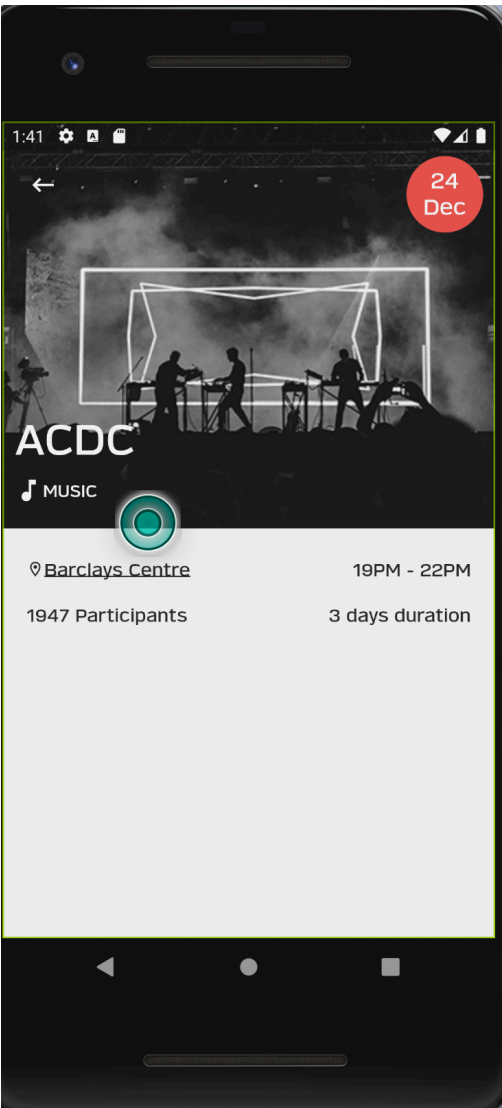 1:41
24
Dec
ACDC
MUSIC
Barclays Centre
19PM - 22PM
1947 Participants
3 days duration